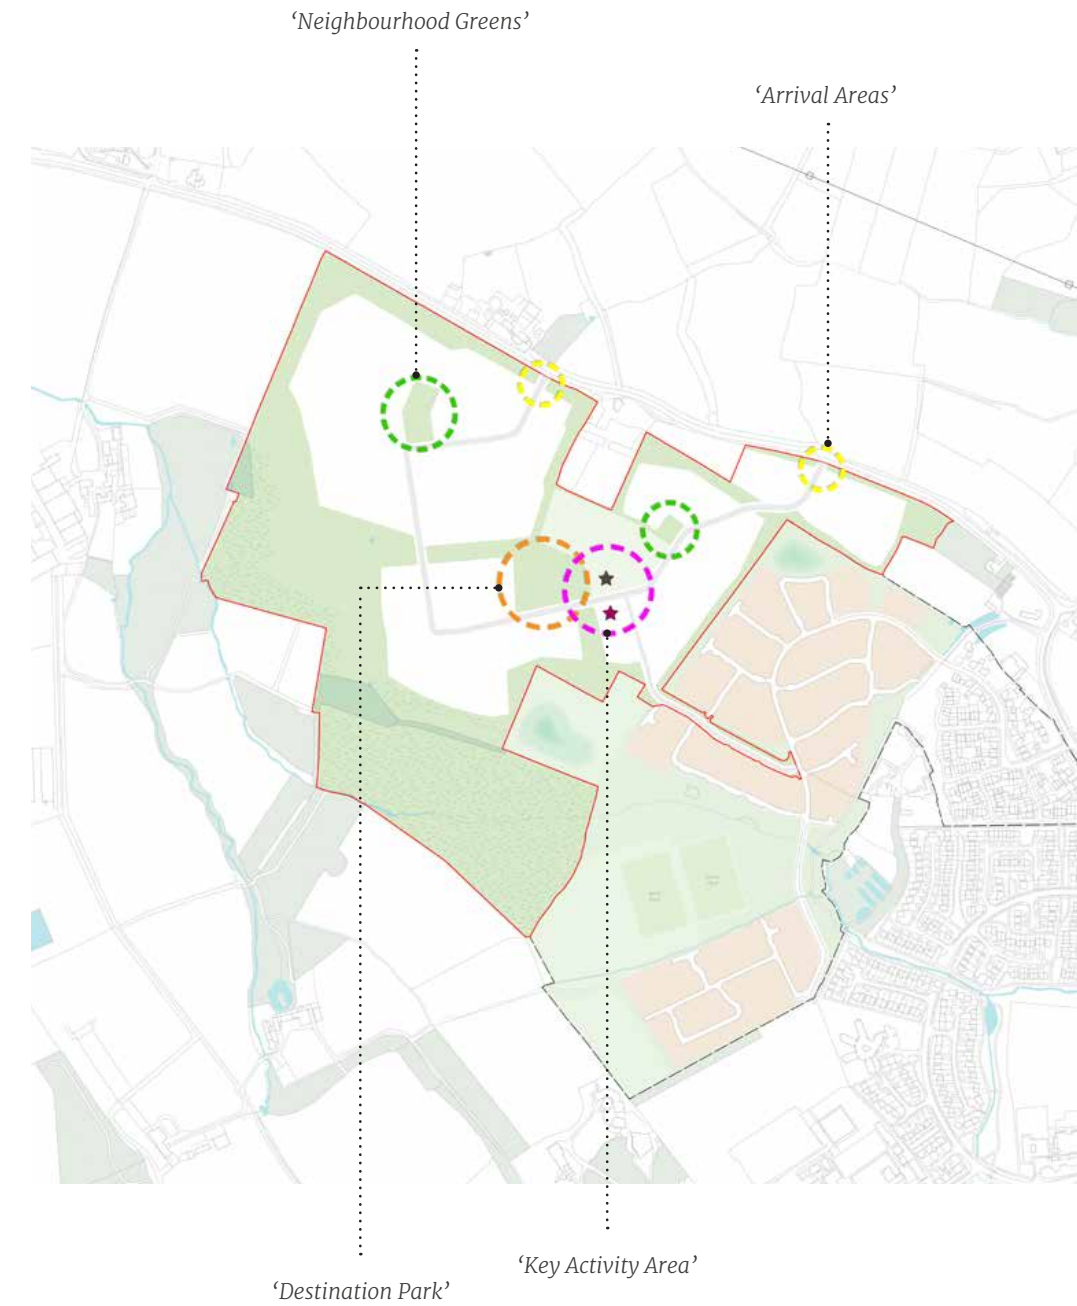 ‘Neighbourhood Greens’
‘Arrival Areas’
‘Key Activity Area’
‘Destination Park’